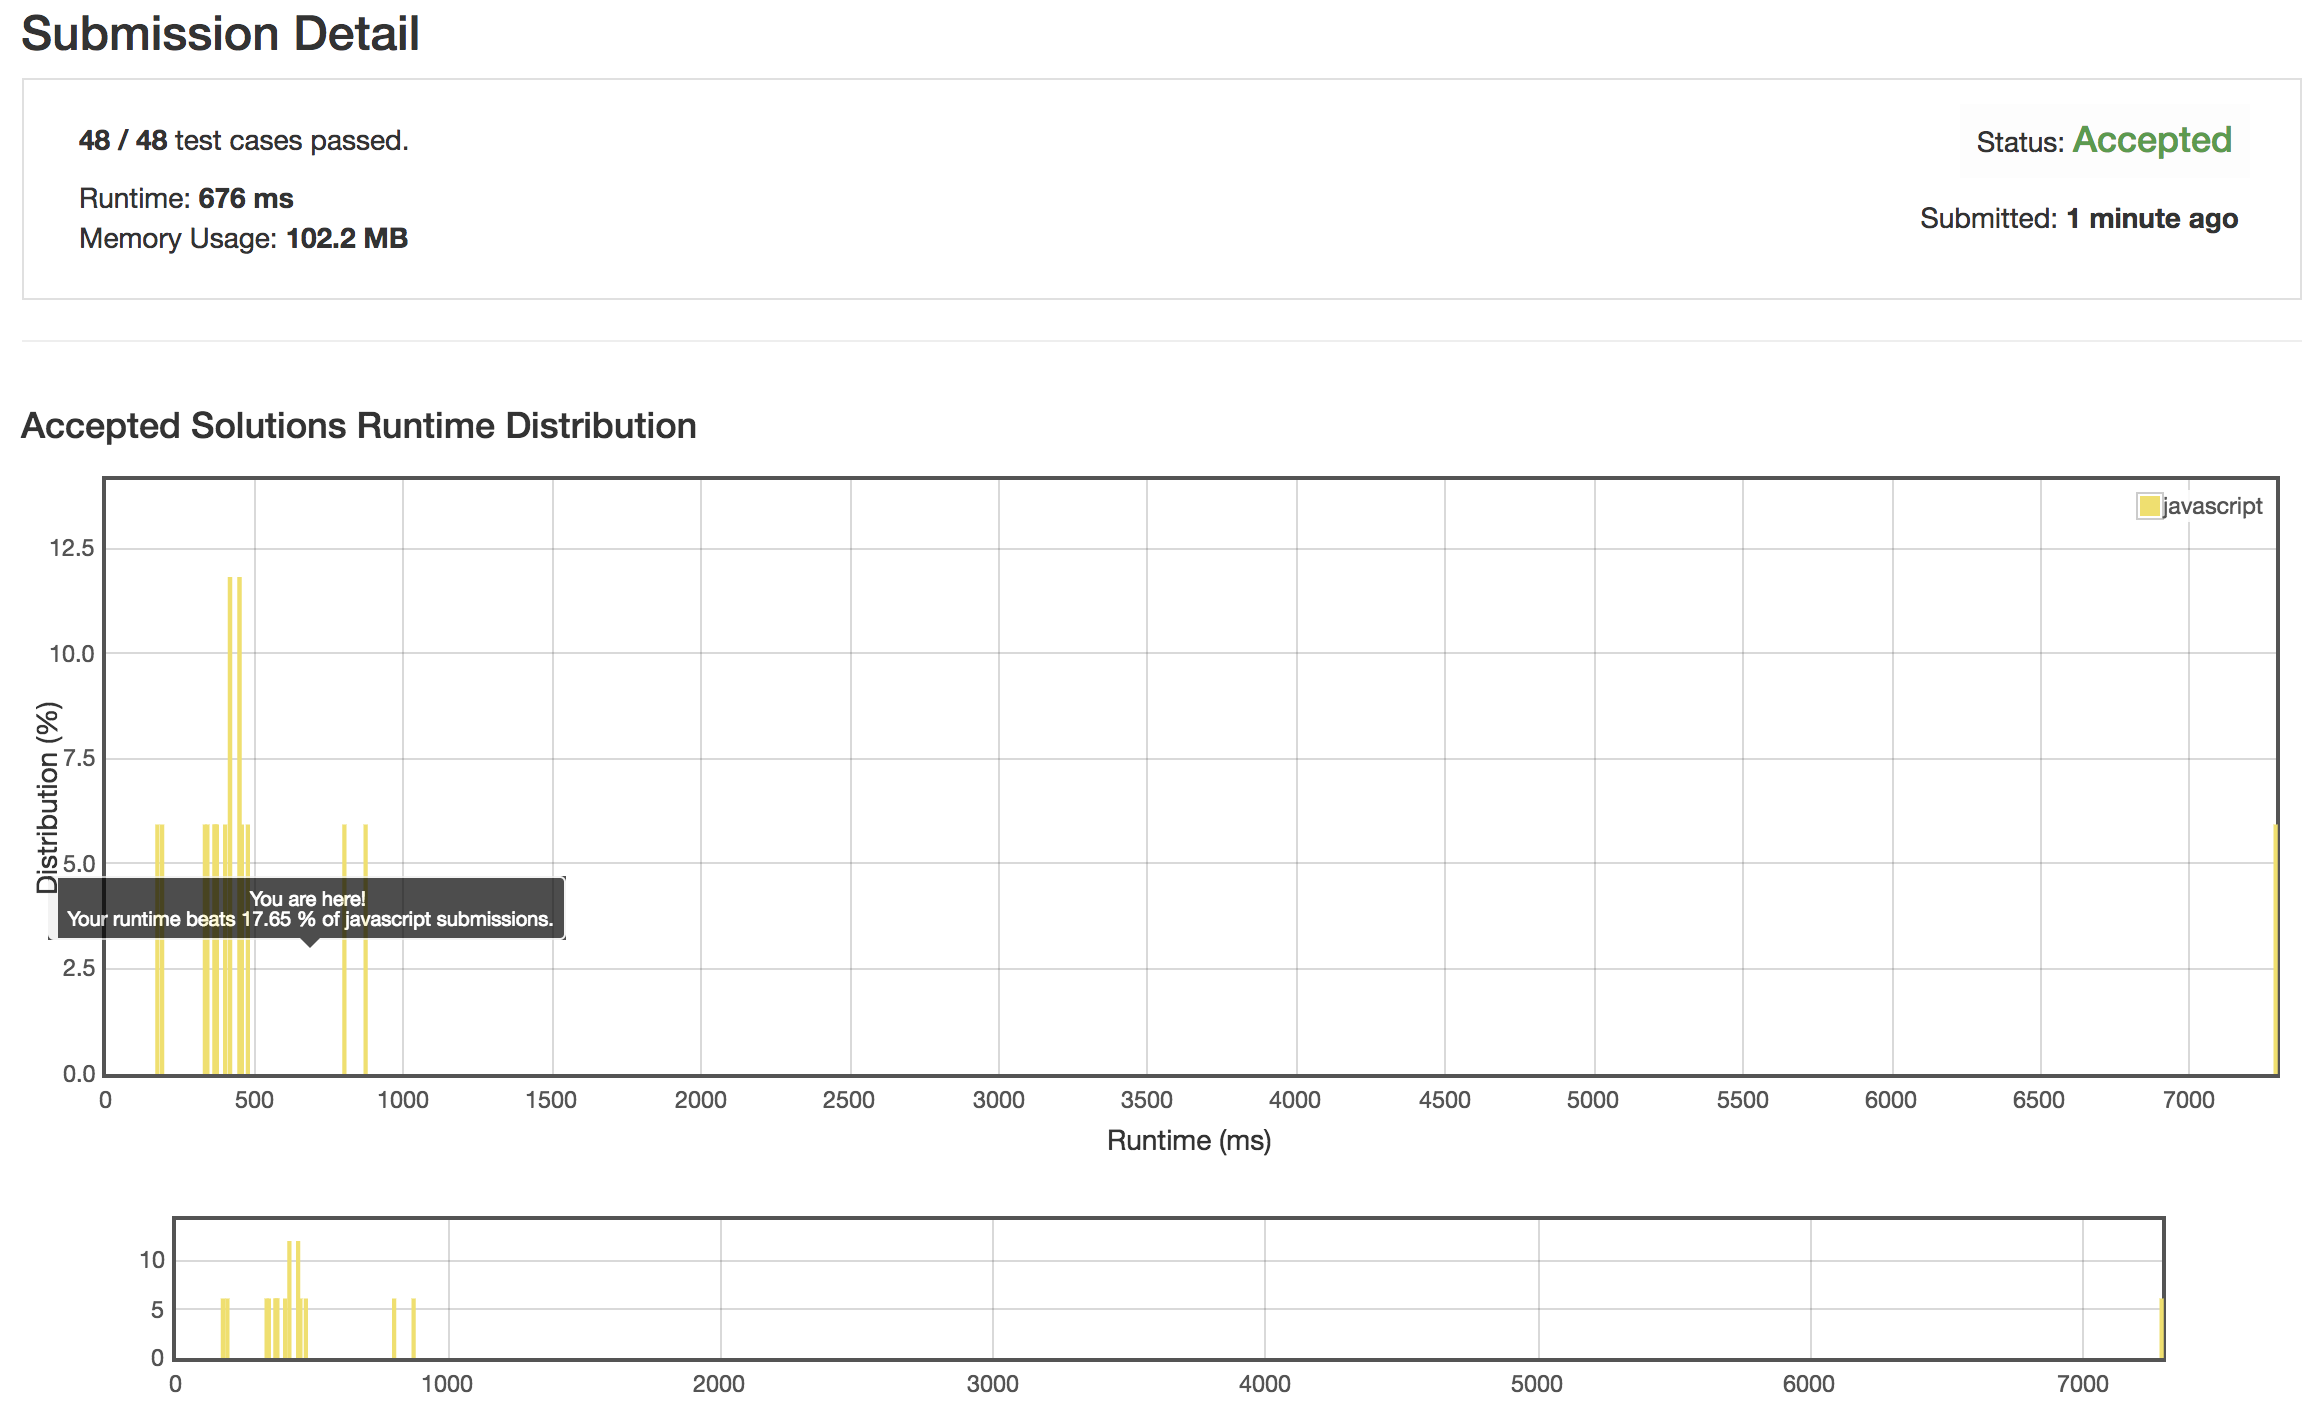 Submission Detail
48 / 48 test cases passed.
Status: Accepted
Runtime: 676 ms
Memory Usage: 102.2 MB
Submitted: 1 minute ago
Accepted Solutions Runtime Distribution
javascript
12.5
10.0
7.5
5.0
2.5
0.0
Distribution (%)
You are here!
Your runtime beats 17.65 % of javascript submissions.
0 500 1000 1500 2000 2500 3000 3500 4000 4500 5000 5500 6000 6500 7000
Runtime (ms)
10
5
0
0 1000 2000 3000 4000 5000 6000 7000